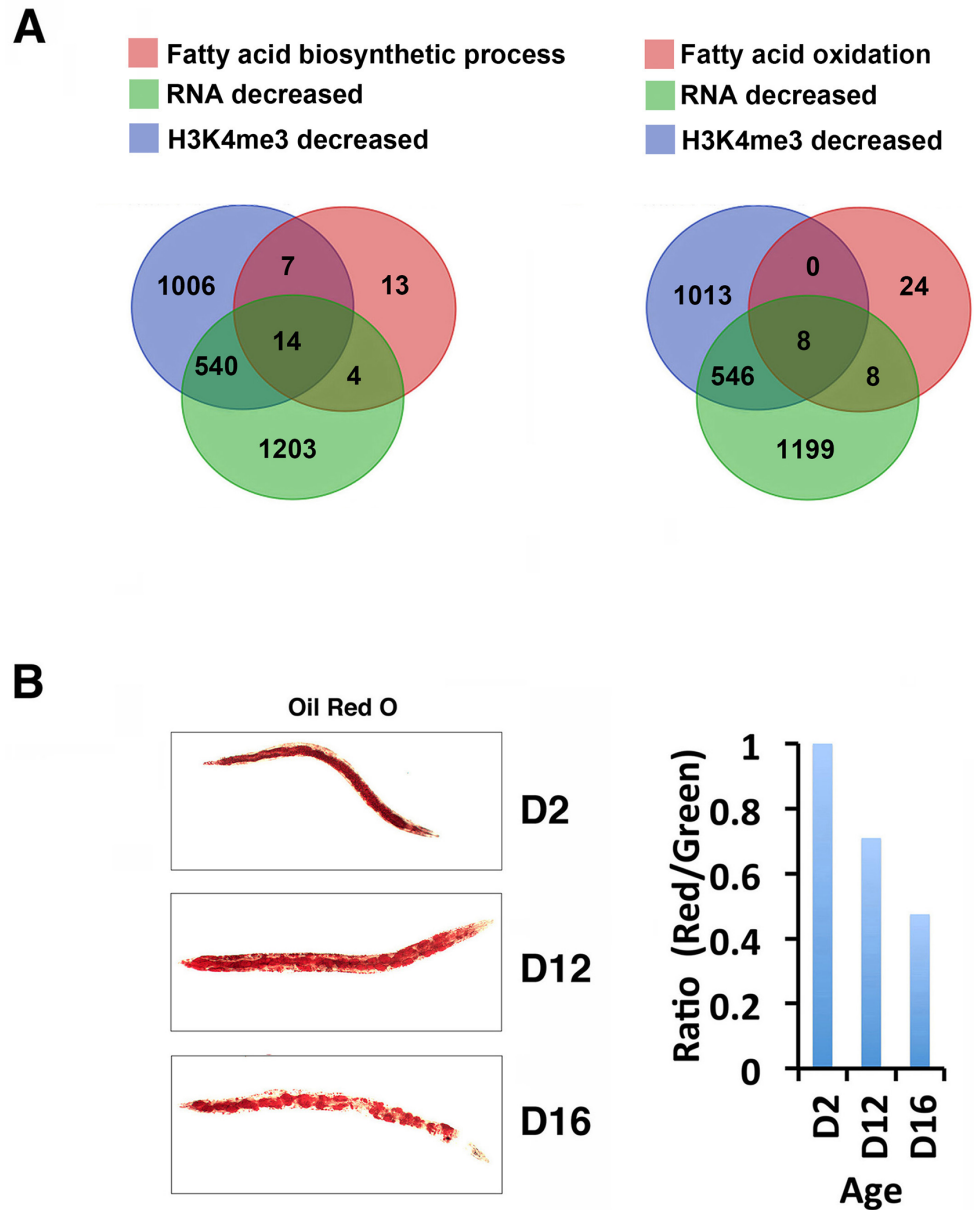 A
Fatty acid biosynthetic process
RNA decreased
H3K4me3 decreased
1006
7
13
14
540
4
1203
Fatty acid oxidation
RNA decreased
H3K4me3 decreased
1013
0
24
8
546
8
1199
B
Oil Red O
D2
D12
D16
Ratio (Red/Green)
1
0.8
0.6
0.4
0.2
0
D2
D12
D16
Age